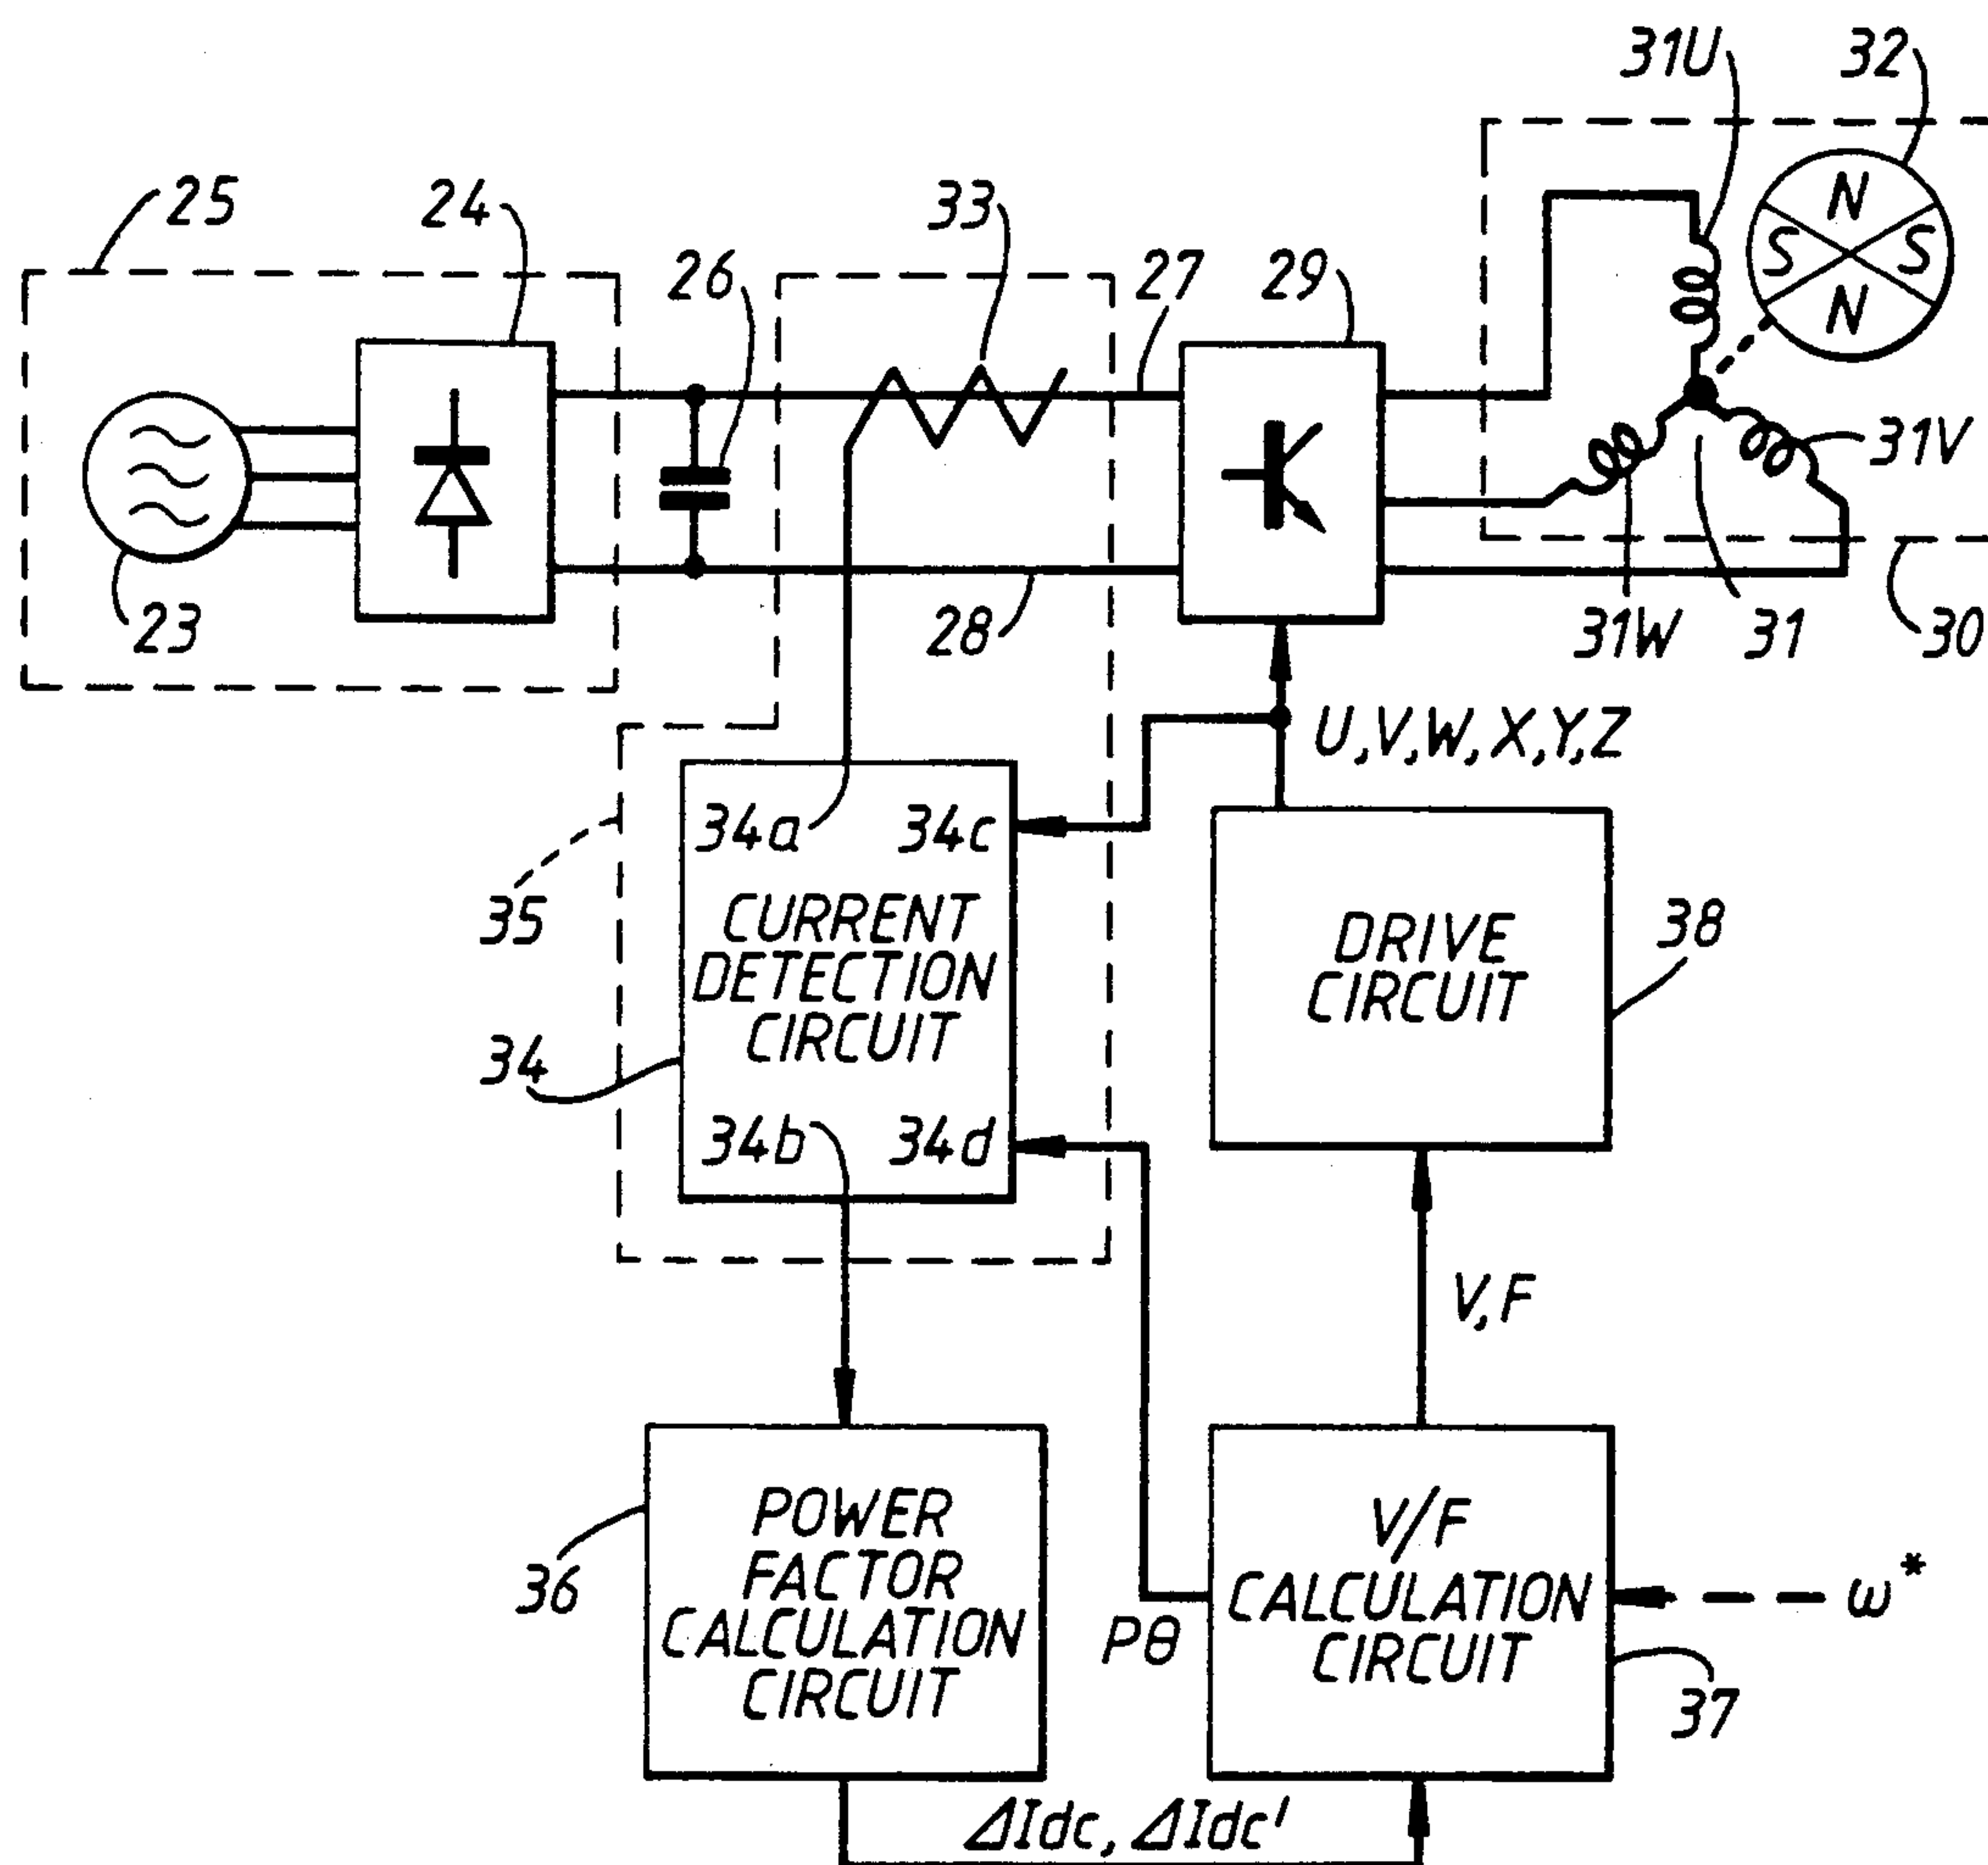 31U
32
25
24
33
26
27
29
N
S
S
N
31V
23
28
31W
31
30
U,V,W,X,Y,Z
34a
34c
35
CURRENT
DETECTION
CIRCUIT
DRIVE
CIRCUIT
38
34
34b
34d
V,F
POWER
FACTOR
CALCULATION
CIRCUIT
36
V/F
CALCULATION
CIRCUIT
ω*
Pθ
37
ΔIdc, ΔIdc'